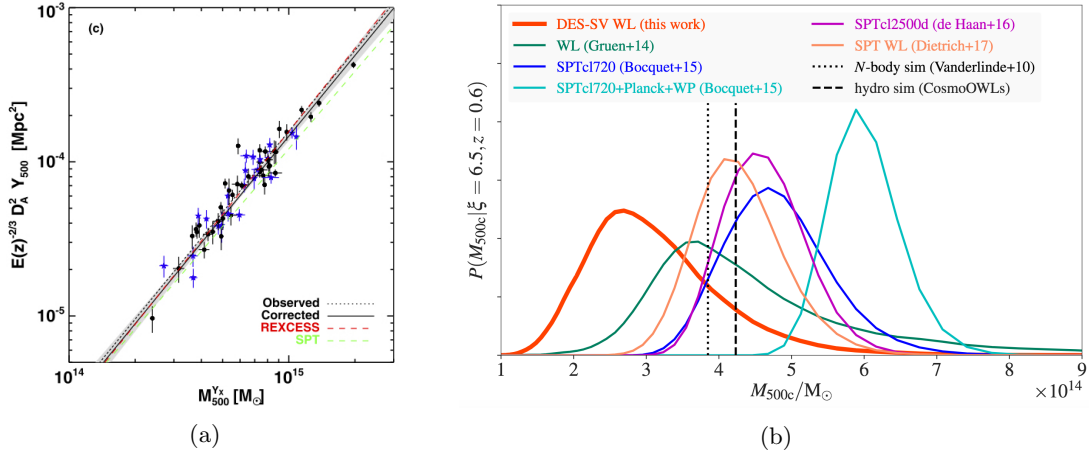 (c)
E(z)^-2/3 D_A^2 Y_500 [Mpc^2]
10^-3
10^-4
10^-5
Observed
Corrected
REXCESS
SPT
10^14
10^15
M_500^Y_X [M_⊙]
(a)
P(M_500c|ξ = 6.5, z = 0.6)
DES-SV WL (this work)
WL (Gruen+14)
SPTcl720 (Bocquet+15)
SPTcl720+Planck+WP (Bocquet+15)
SPTcl2500d (de Haan+16)
SPT WL (Dietrich+17)
N-body sim (Vanderlinde+10)
hydro sim (CosmoOWLs)
1 2 3 4 5 6 7 8 9
M_500c/M_⊙
×10^14
(b)